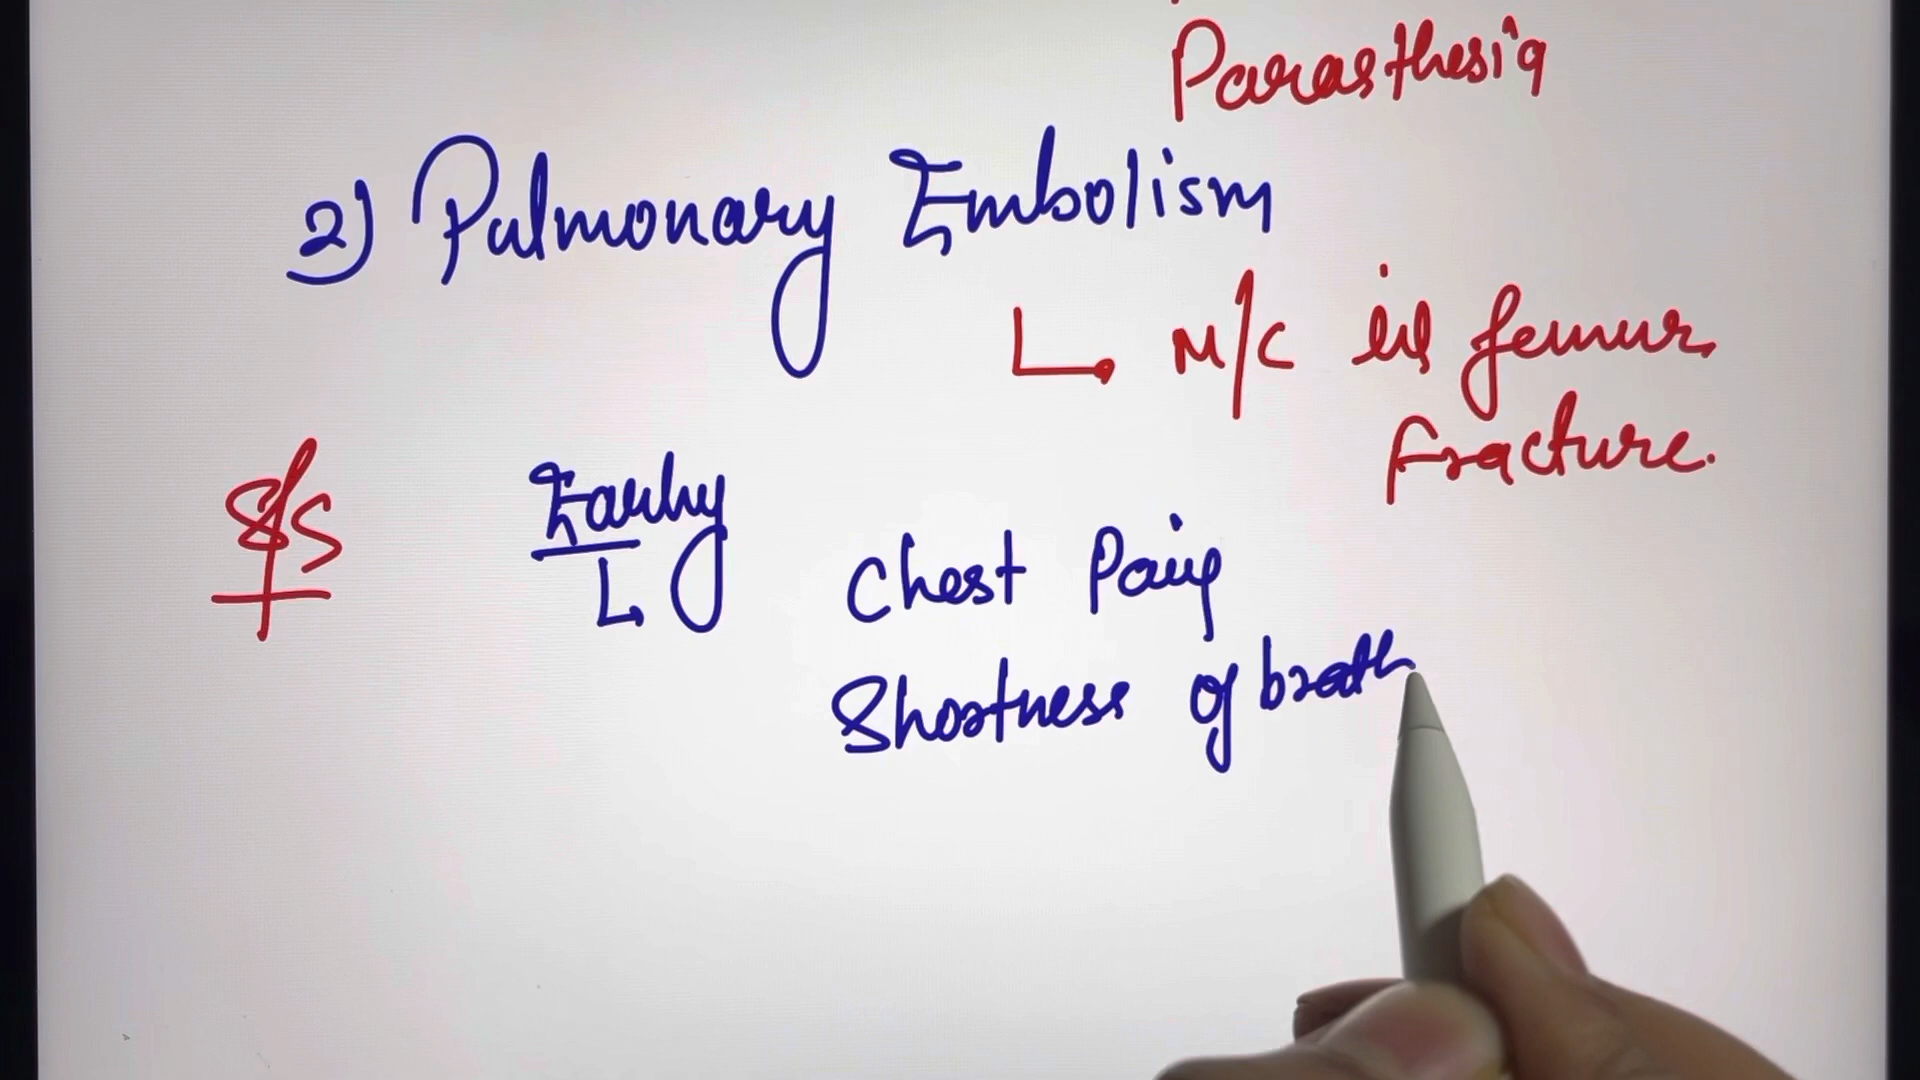 Parasthesia
2) Pulmonary Embolism
M/C in femur
fracture.
S/S
Early
Chest Pain
Shortness of breath